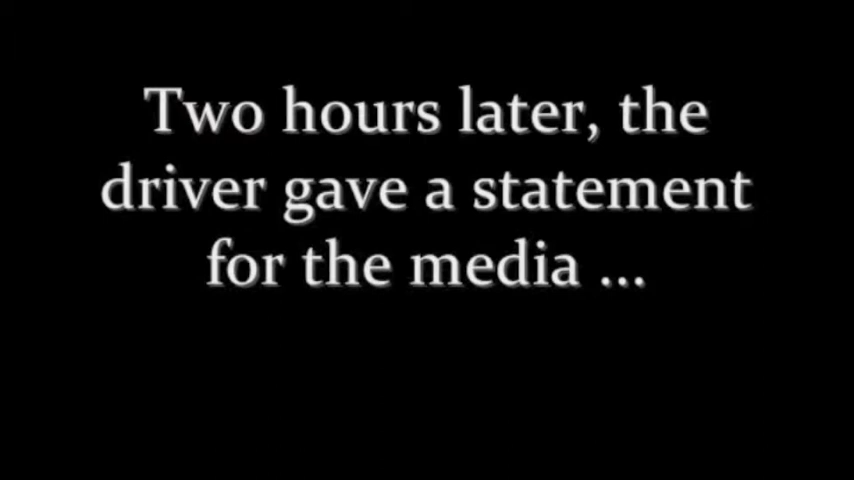 Two hours later, the
driver gave a statement
for the media ...